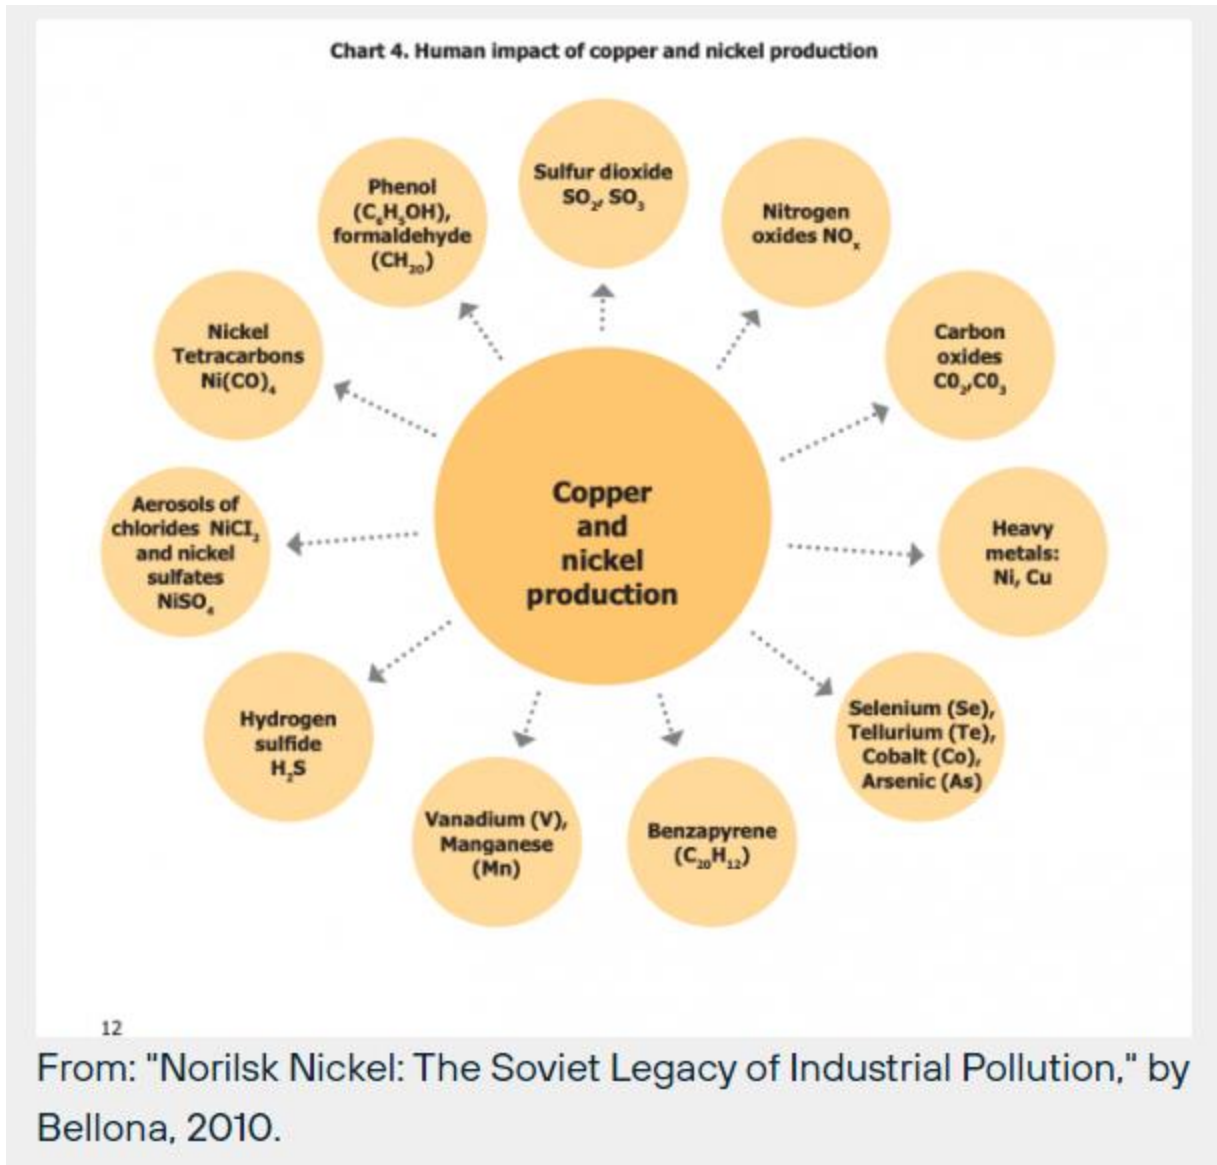 Chart 4. Human impact of copper and nickel production
Sulfur dioxide
SO₂, SO₃
Nitrogen
oxides NOₓ
Carbon
oxides
C0₂,C0₃
Heavy
metals:
Ni, Cu
Selenium (Se),
Tellurium (Te),
Cobalt (Co),
Arsenic (As)
Benzapyrene
(C₂₀H₁₂)
Vanadium (V),
Manganese
(Mn)
Hydrogen
sulfide
H₂S
Aerosols of
chlorides NiCI₂
and nickel
sulfates
NiSO₄
Nickel
Tetracarbons
Ni(CO)₄
Phenol
(C₆H₅OH),
formaldehyde
(CH₂₀)
Copper
and
nickel
production
12
From: "Norilsk Nickel: The Soviet Legacy of Industrial Pollution," by
Bellona, 2010.